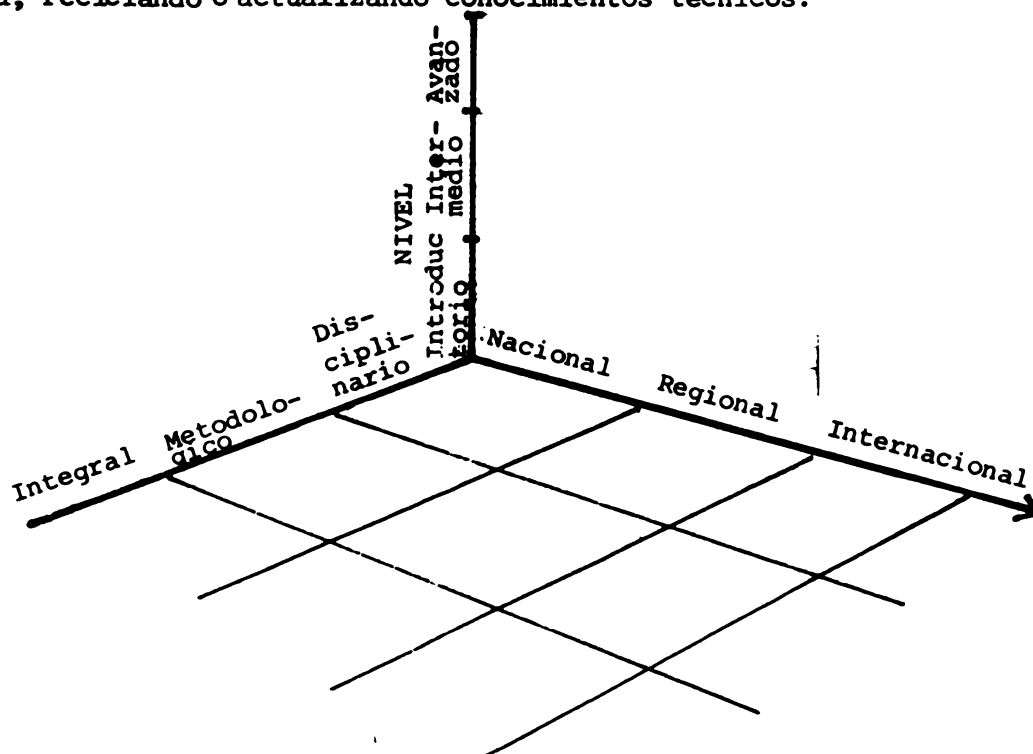 reciclando o actualizando conocimientos técnicos.
Avan-
zado
Inter-
medio
NIVEL
Introduc
torio
Dis-
cipli-
nario
Metodolo-
gico
Integral
Nacional
Regional
Internacional